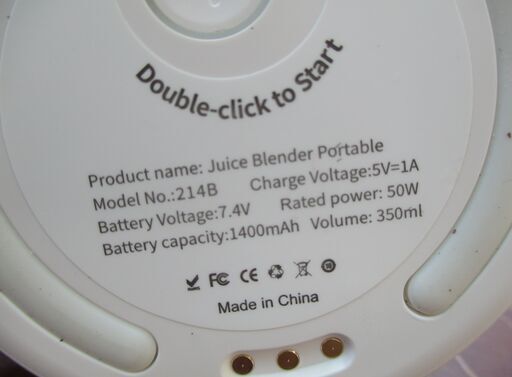 Double-click to Start
Product name: Juice Blender Portable
Model No.:214B Charge Voltage:5V=1A
Battery Voltage:7.4V Rated power: 50W
Battery capacity:1400mAh Volume: 350ml
FC CE
Made in China